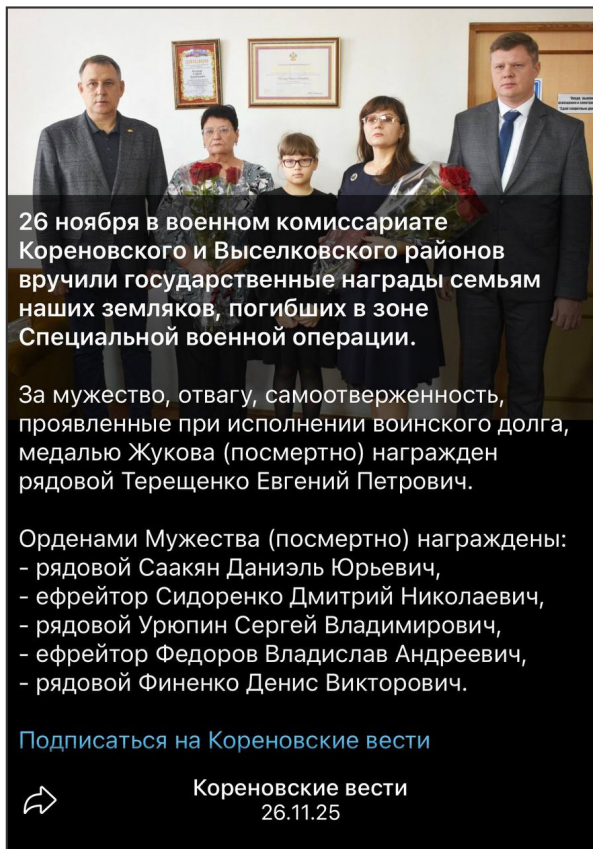 26 ноября в военном комиссариате
Кореновского и Выселковского районов
вручили государственные награды семьям
наших земляков, погибших в зоне
Специальной военной операции.
За мужество, отвагу, самоотверженность,
проявленные при исполнении воинского долга,
медалью Жукова (посмертно) награжден
рядовой Терещенко Евгений Петрович.
Орденами Мужества (посмертно) награждены:
- рядовой Саакян Даниэль Юрьевич,
- ефрейтор Сидоренко Дмитрий Николаевич,
- рядовой Урюпин Сергей Владимирович,
- ефрейтор Федоров Владислав Андреевич,
- рядовой Финенко Денис Викторович.
Подписаться на Кореновские вести
Кореновские вести
26.11.25